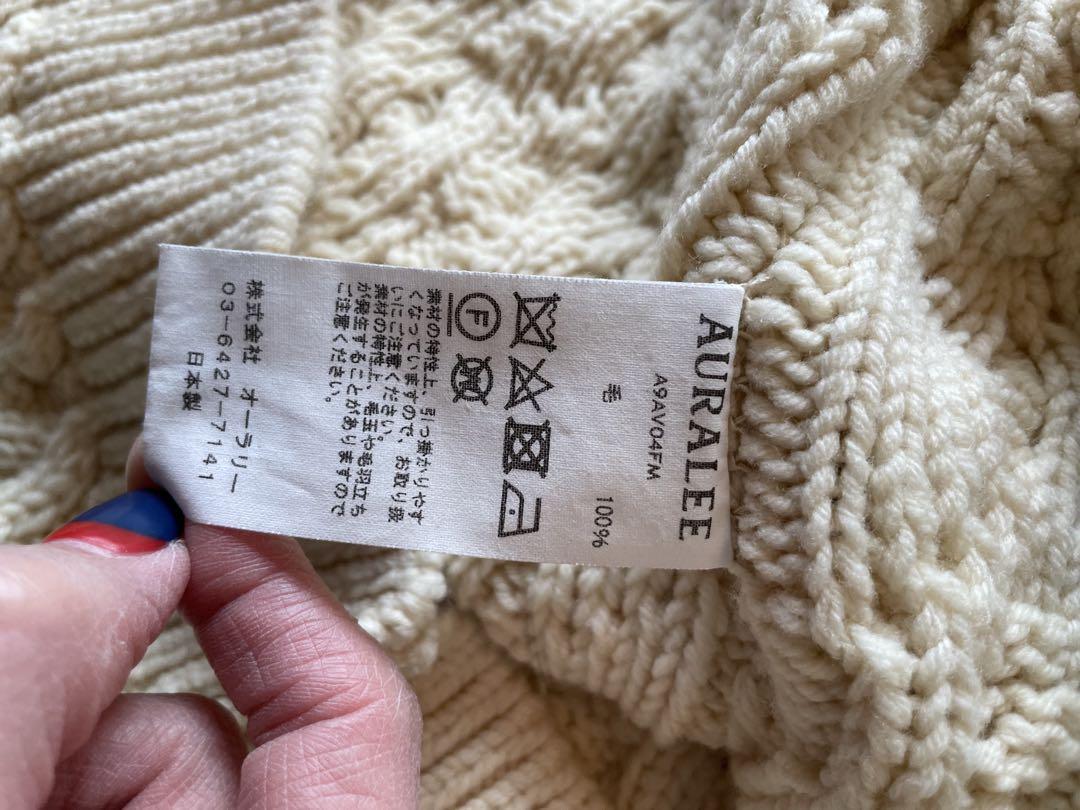 AURALEE
A9AV04FM
毛 100%
F
素材の特性上、引っ掛かりやす
くなっていますので、お取り扱
いにご注意ください。
素材の特性上、毛玉や毛羽立ち
が発生することがありますので
ご注意ください。
株式会社 オーラリー
03-6427-7141
日本製